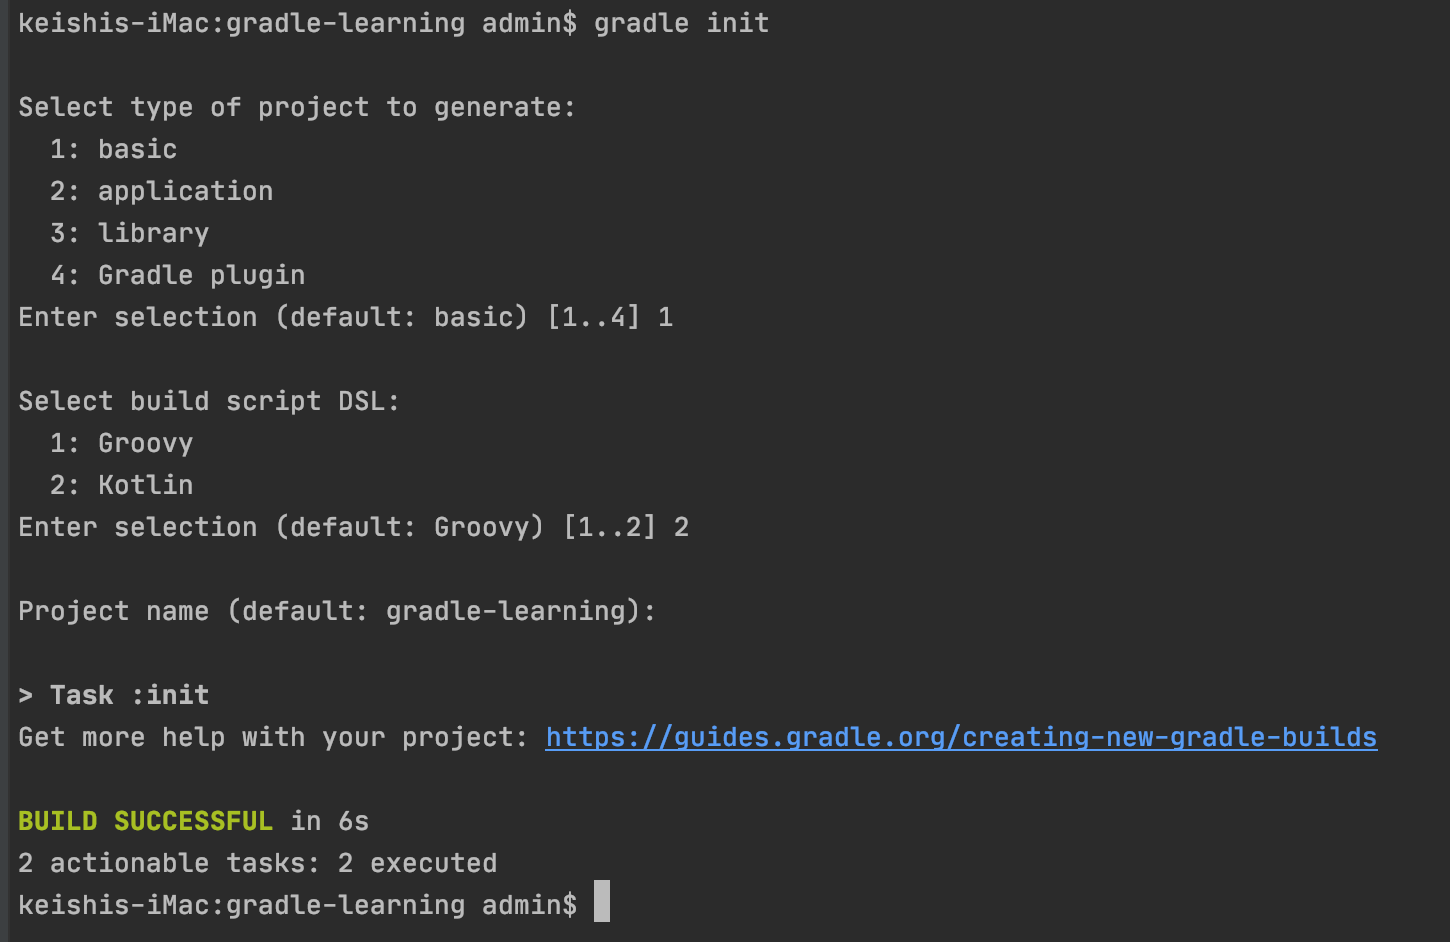 keishis-iMac:gradle-learning admin$ gradle init
Select type of project to generate:
1: basic
2: application
3: library
4: Gradle plugin
Enter selection (default: basic) [1..4] 1
Select build script DSL:
1: Groovy
2: Kotlin
Enter selection (default: Groovy) [1..2] 2
Project name (default: gradle-learning):
> Task :init
Get more help with your project: https://guides.gradle.org/creating-new-gradle-builds
BUILD SUCCESSFUL in 6s
2 actionable tasks: 2 executed
keishis-iMac:gradle-learning admin$